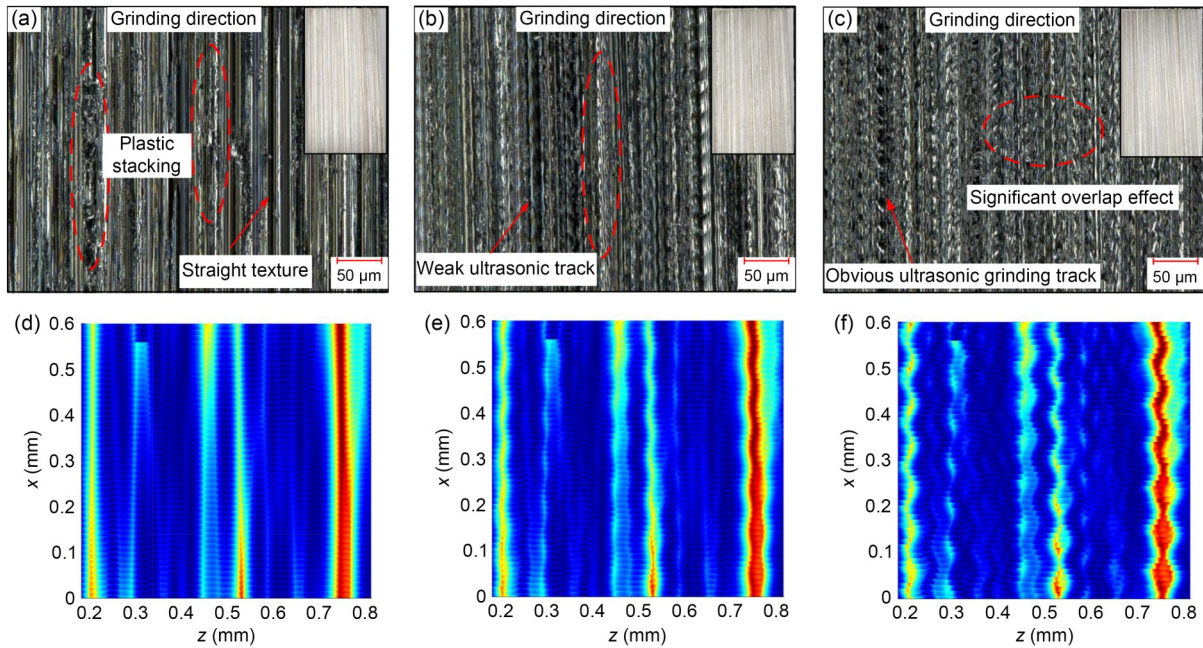 (a)
Grinding direction
Plastic
stacking
Straight texture
50 μm
(b)
Grinding direction
Weak ultrasonic track
50 μm
(c)
Grinding direction
Significant overlap effect
Obvious ultrasonic grinding track
50 μm
(d)
0.6
0.5
0.4
0.3
0.2
0.1
0
x (mm)
0.2 0.3 0.4 0.5 0.6 0.7 0.8
z (mm)
(e)
0.6
0.5
0.4
0.3
0.2
0.1
0
x (mm)
0.2 0.3 0.4 0.5 0.6 0.7 0.8
z (mm)
(f)
0.6
0.5
0.4
0.3
0.2
0.1
0
x (mm)
0.2 0.3 0.4 0.5 0.6 0.7 0.8
z (mm)